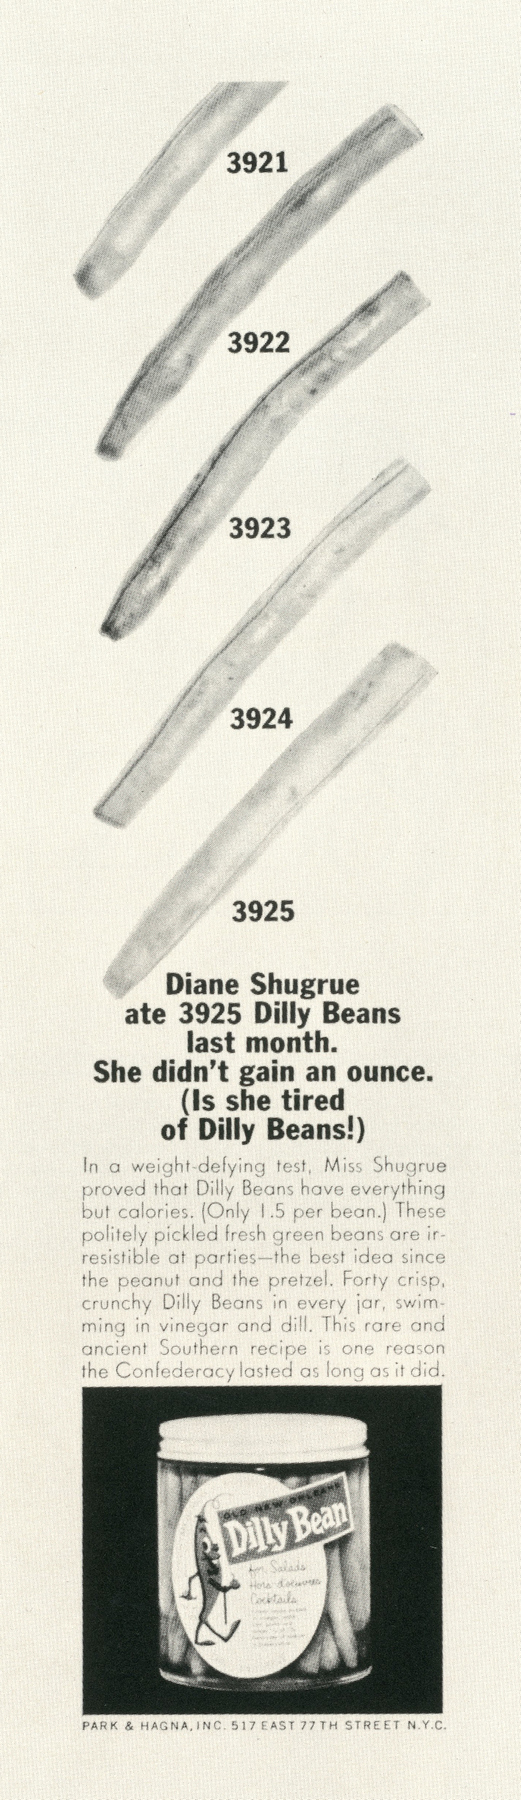 3921
3922
3923
3924
3925
Diane Shugrue
ate 3925 Dilly Beans
last month.
She didn't gain an ounce.
(Is she tired
of Dilly Beans!)
In a weight-defying test, Miss Shugrue
proved that Dilly Beans have everything
but calories. (Only 1.5 per bean.) These
politely pickled fresh green beans are ir-
resistible at parties—the best idea since
the peanut and the pretzel. Forty crisp,
crunchy Dilly Beans in every jar, swim-
ming in vinegar and dill. This rare and
ancient Southern recipe is one reason
the Confederacy lasted as long as it did.
OLD NEW ORLEANS
Dilly Bean
for Salads
Hors d'oeuvres
Cocktails
PARK & HAGNA, INC. 517 EAST 77TH STREET N.Y.C.